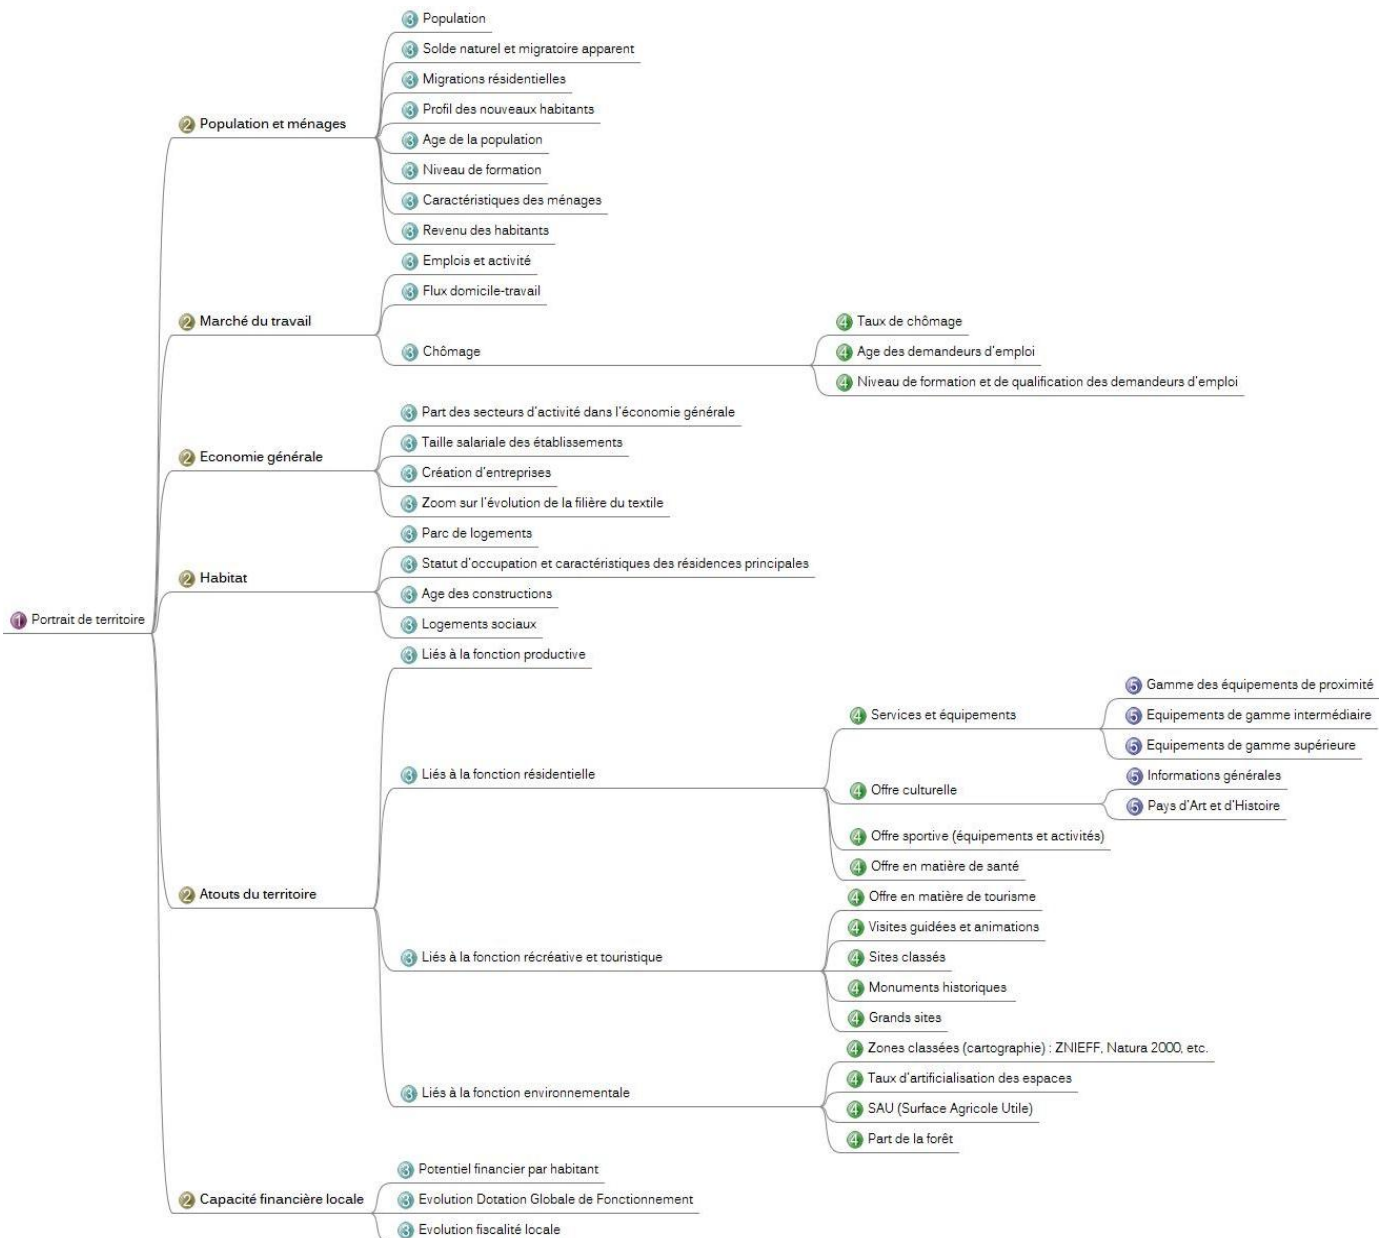 3 Population
3 Solde naturel et migratoire apparent
3 Migrations résidentielles
3 Profil des nouveaux habitants
2 Population et ménages
3 Age de la population
3 Niveau de formation
3 Caractéristiques des ménages
3 Revenu des habitants
3 Emplois et activité
3 Flux domicile-travail
2 Marché du travail
3 Chômage
4 Taux de chômage
4 Age des demandeurs d'emploi
4 Niveau de formation et de qualification des demandeurs d'emploi
3 Part des secteurs d'activité dans l'économie générale
3 Taille salariale des établissements
2 Economie générale
3 Création d'entreprises
3 Zoom sur l'évolution de la filière du textile
3 Parc de logements
3 Statut d'occupation et caractéristiques des résidences principales
2 Habitat
3 Age des constructions
3 Logements sociaux
1 Portrait de territoire
3 Liés à la fonction productive
3 Liés à la fonction résidentielle
4 Services et équipements
5 Gamme des équipements de proximité
5 Equipements de gamme intermédiaire
5 Equipements de gamme supérieure
4 Offre culturelle
5 Informations générales
5 Pays d'Art et d'Histoire
4 Offre sportive (équipements et activités)
4 Offre en matière de santé
2 Atouts du territoire
3 Liés à la fonction récréative et touristique
4 Offre en matière de tourisme
4 Visites guidées et animations
4 Sites classés
4 Monuments historiques
4 Grands sites
3 Liés à la fonction environnementale
4 Zones classées (cartographie) : ZNIEFF, Natura 2000, etc.
4 Taux d'artificialisation des espaces
4 SAU (Surface Agricole Utile)
4 Part de la forêt
2 Capacité financière locale
3 Potentiel financier par habitant
3 Evolution Dotation Globale de Fonctionnement
3 Evolution fiscalité locale